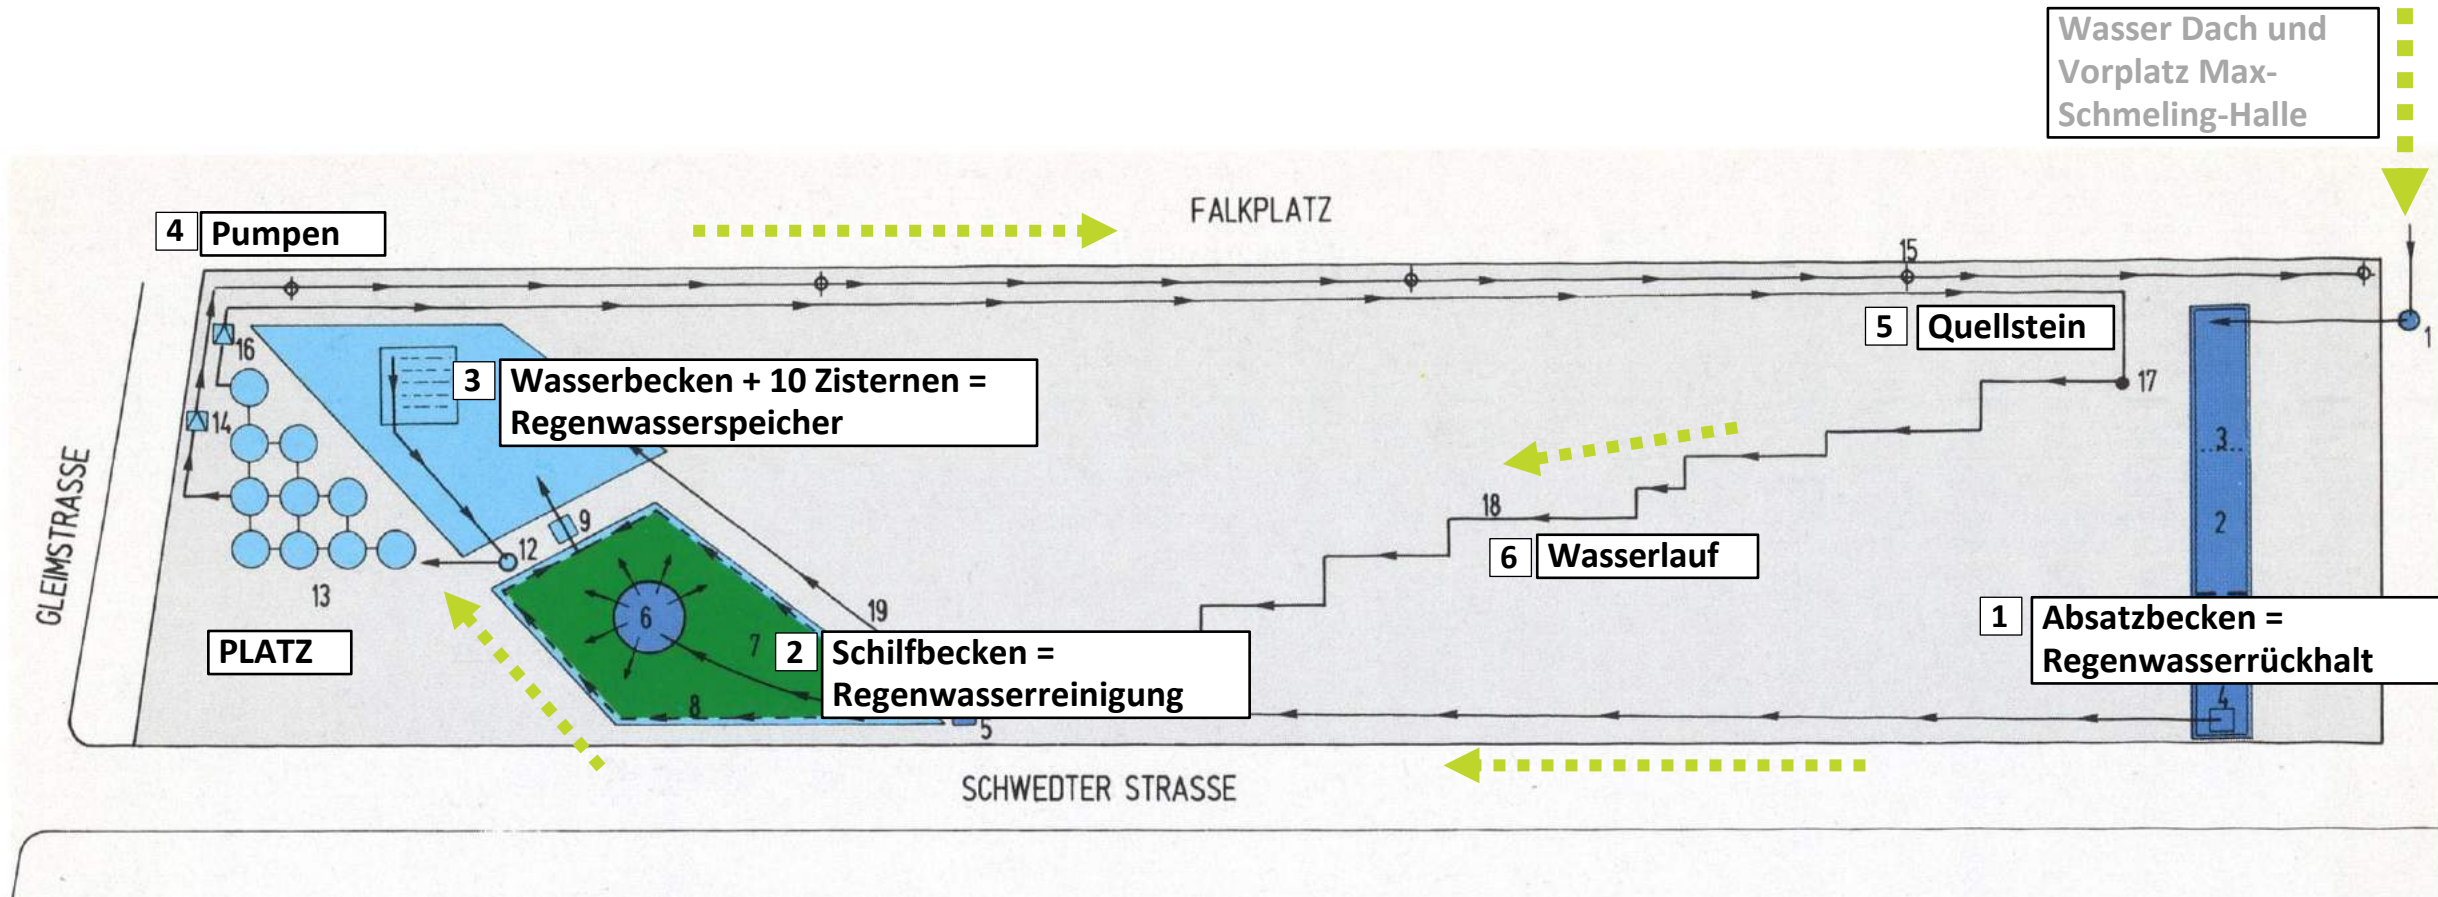 Wasser Dach und
Vorplatz Max-
Schmeling-Halle
FALKPLATZ
4 Pumpen
15
5 Quellstein
1
16
3 Wasserbecken + 10 Zisternen =
Regenwasserspeicher
17
14
3
GLEIMSTRASSE
18
2
9
12
6 Wasserlauf
13
19
6
7
1 Absatzbecken =
Regenwasserrückhalt
PLATZ
2 Schilfbecken =
Regenwasserreinigung
8
4
5
SCHWEDTER STRASSE